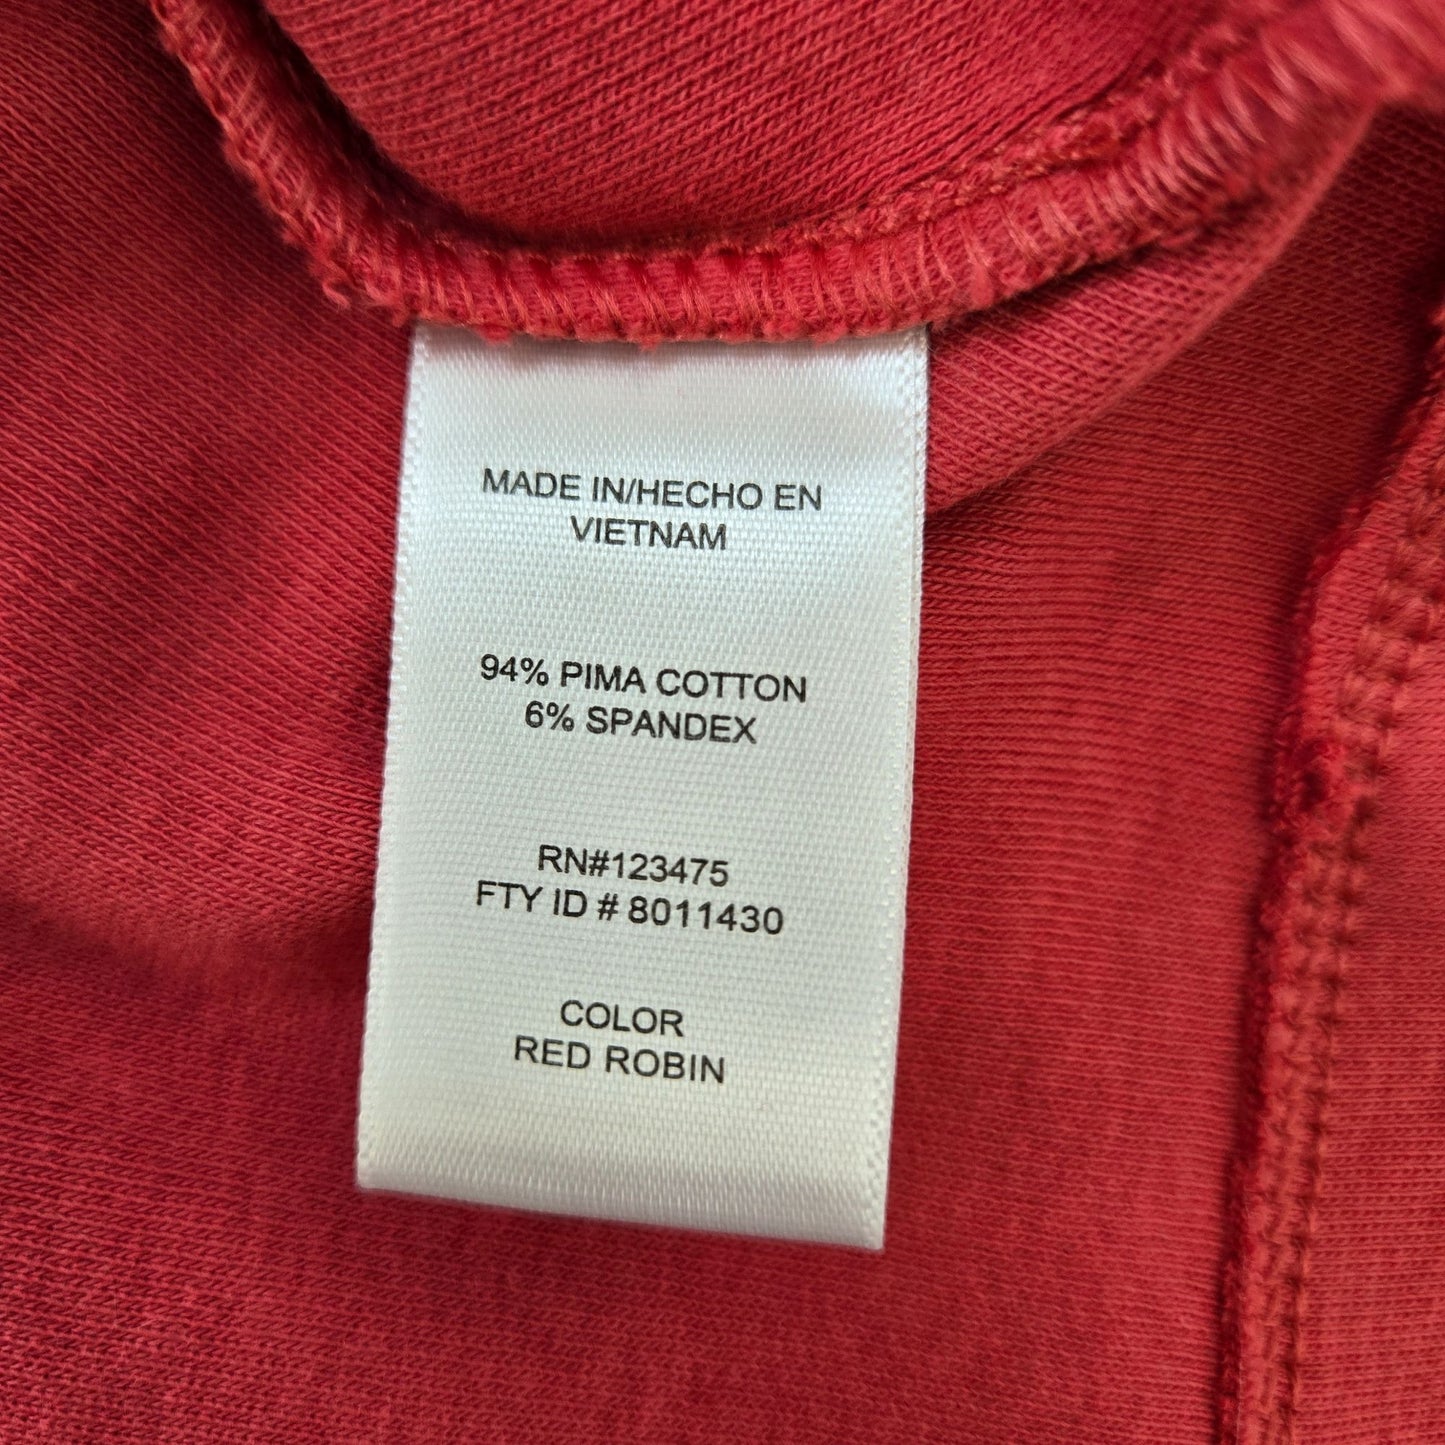 MADE IN/HECHO EN
VIETNAM
94% PIMA COTTON
6% SPANDEX
RN#123475
FTY ID # 8011430
COLOR
RED ROBIN